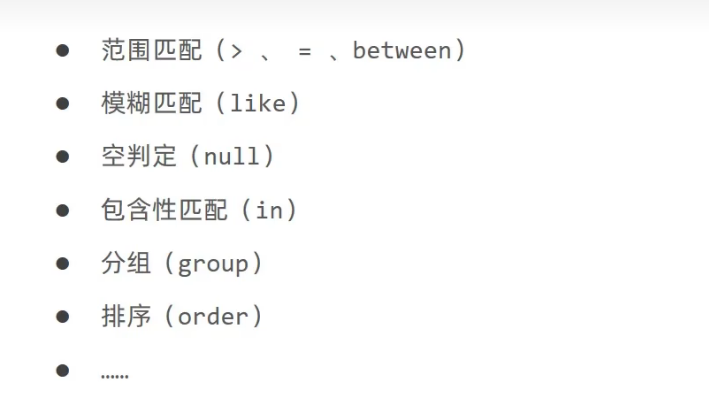 ● 范围匹配（> 、 = 、between）
● 模糊匹配（like）
● 空判定（null）
● 包含性匹配（in）
● 分组（group）
● 排序（order）
● ……